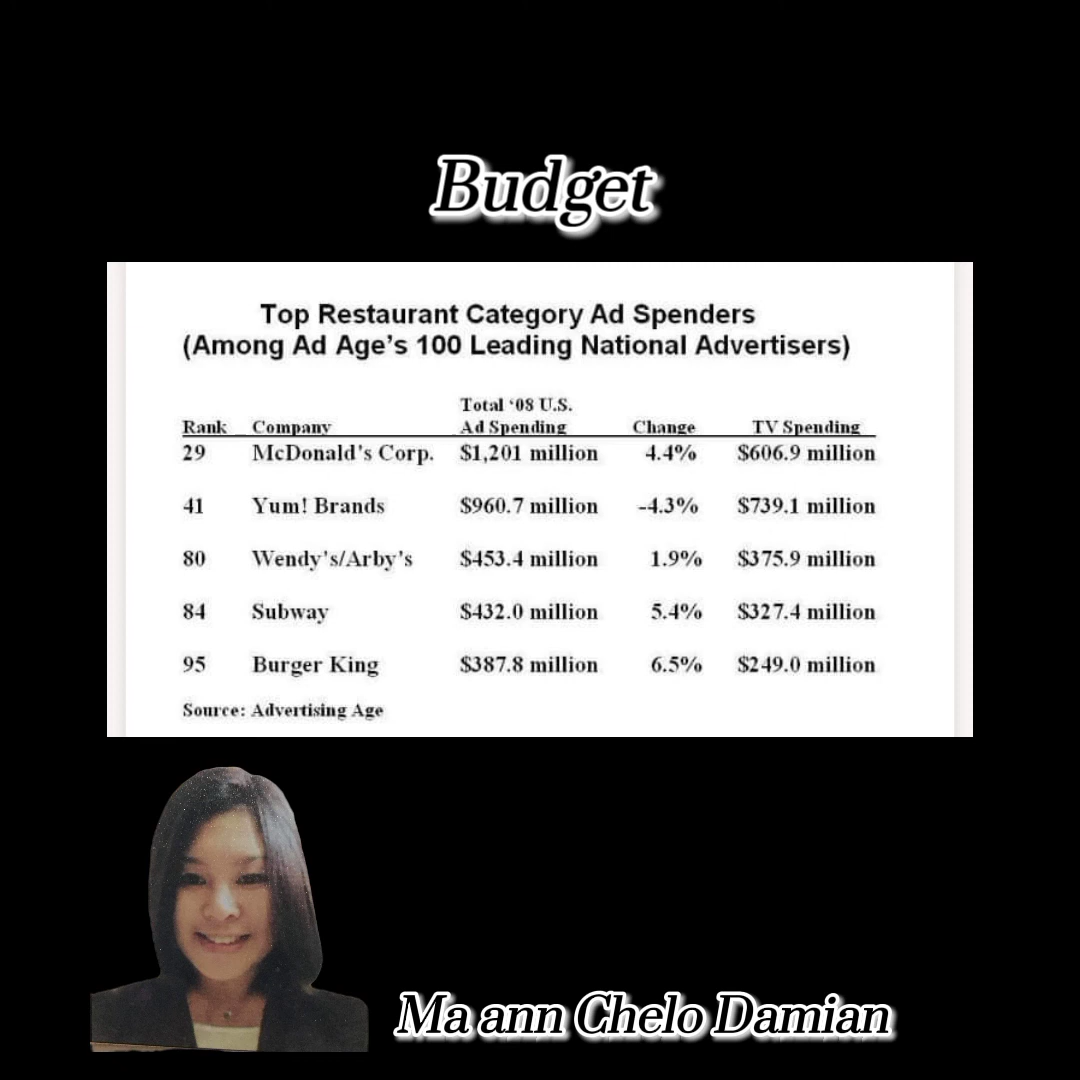 Budget
Top Restaurant Category Ad Spenders
(Among Ad Age’s 100 Leading National Advertisers)
Total ‘08 U.S.
Rank Company Ad Spending Change TV Spending
29 McDonald’s Corp. $1,201 million 4.4% $606.9 million
41 Yum! Brands $960.7 million -4.3% $739.1 million
80 Wendy’s/Arby’s $453.4 million 1.9% $375.9 million
84 Subway $432.0 million 5.4% $327.4 million
95 Burger King $387.8 million 6.5% $249.0 million
Source: Advertising Age
Ma ann Chelo Damian